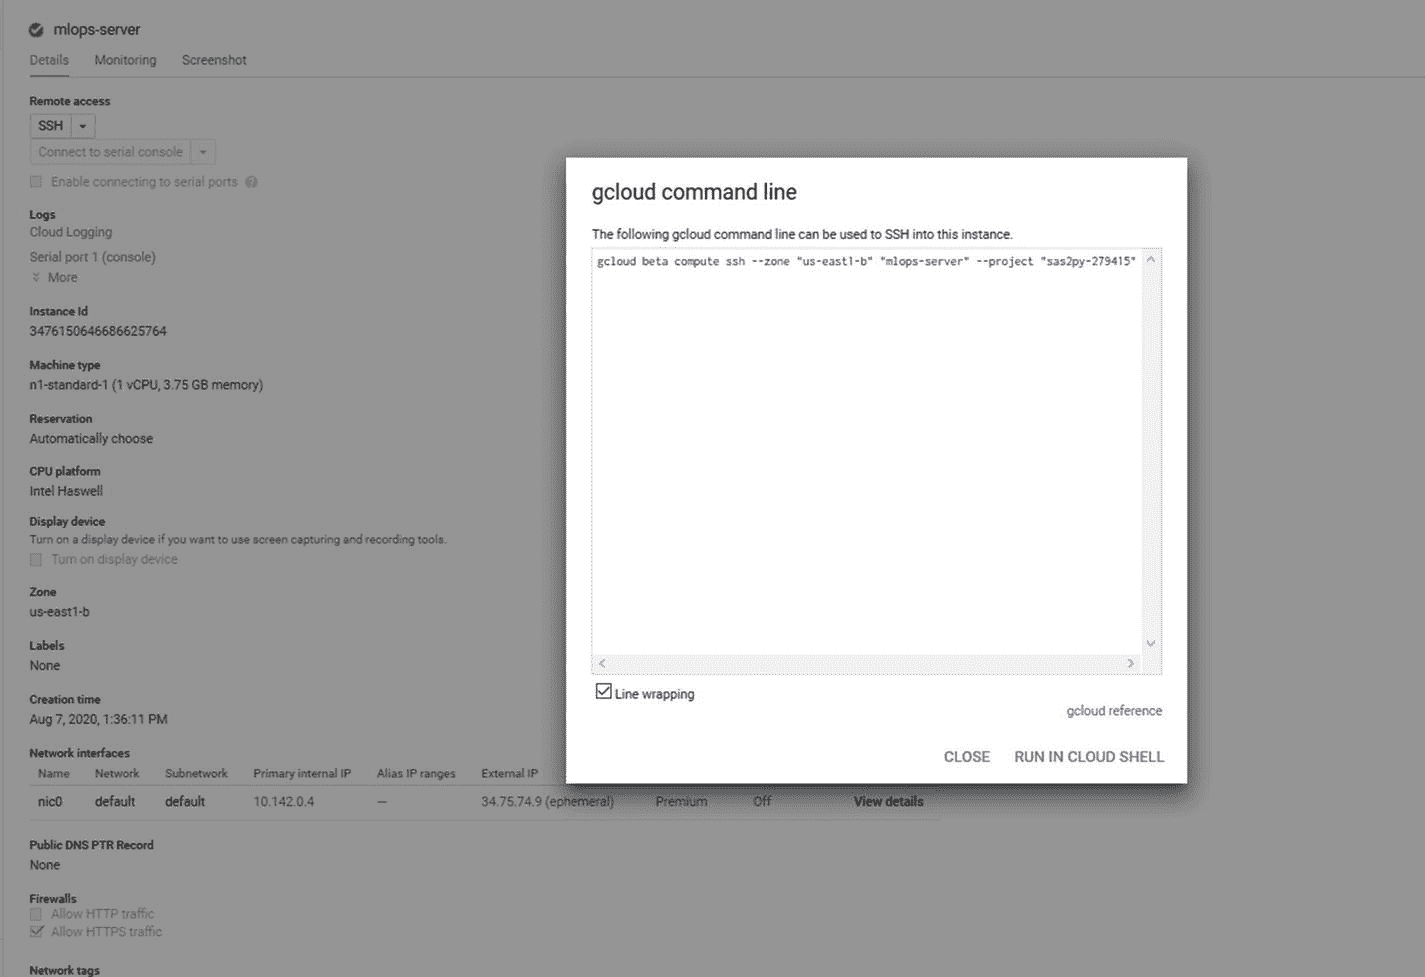 mlops-server
Details Monitoring Screenshot
Remote access
SSH
Connect to serial console
Enable connecting to serial ports
Logs
Cloud Logging
Serial port 1 (console)
More
Instance Id
3476150646686625764
Machine type
n1-standard-1 (1 vCPU, 3.75 GB memory)
Reservation
Automatically choose
CPU platform
Intel Haswell
Display device
Turn on a display device if you want to use screen capturing and recording tools.
Turn on display device
Zone
us-east1-b
Labels
None
Creation time
Aug 7, 2020, 1:36:11 PM
Network interfaces
Name Network Subnetwork Primary internal IP Alias IP ranges External IP
nic0 default default 10.142.0.4 — 34.75.74.9 (ephemeral) Premium Off View details
Public DNS PTR Record
None
Firewalls
Allow HTTP traffic
Allow HTTPS traffic
Network tags
gcloud command line
The following gcloud command line can be used to SSH into this instance.
gcloud beta compute ssh --zone "us-east1-b" "mlops-server" --project "sas2py-279415"
Line wrapping
gcloud reference
CLOSE RUN IN CLOUD SHELL